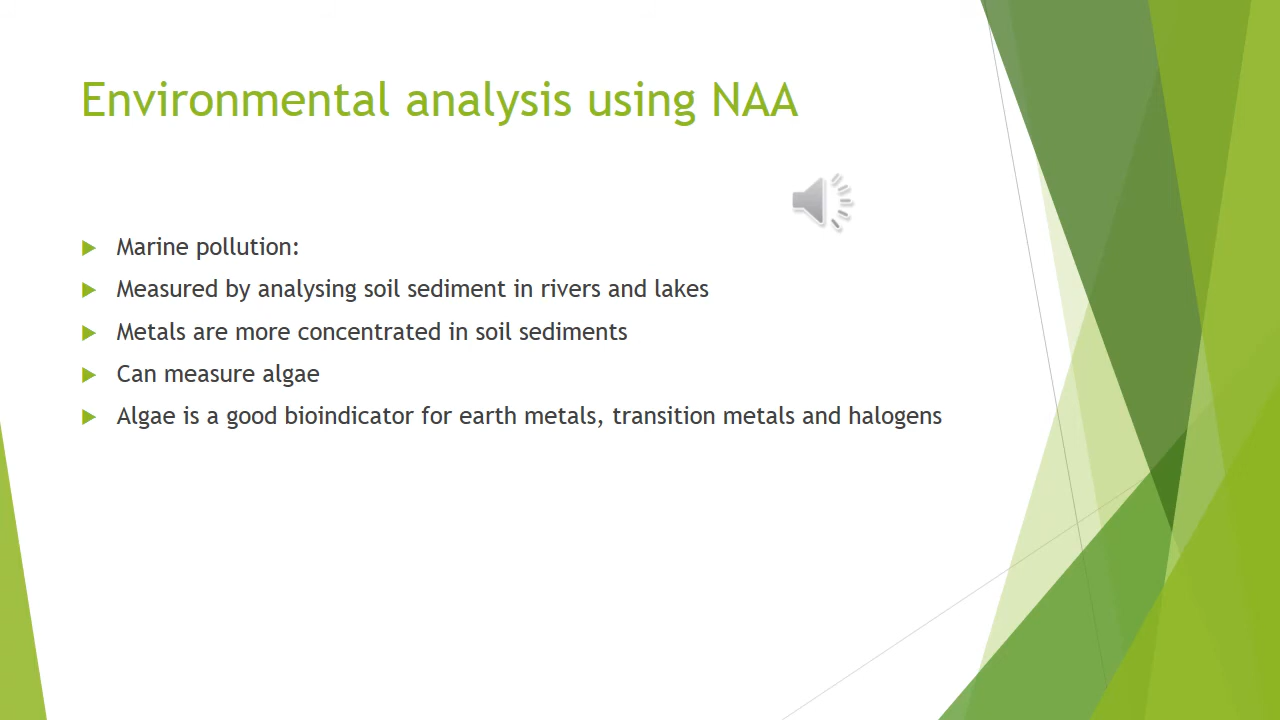 Environmental analysis using NAA
Marine pollution:
Measured by analysing soil sediment in rivers and lakes
Metals are more concentrated in soil sediments
Can measure algae
Algae is a good bioindicator for earth metals, transition metals and halogens